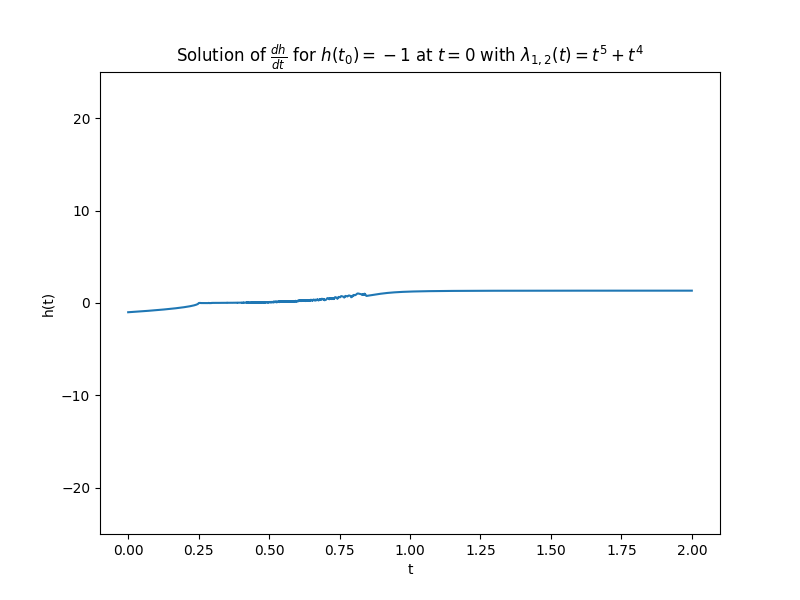 Solution of $\frac{dh}{dt}$ for $h(t_0) = -1$ at $t = 0$ with $\lambda_{1,2}(t) = t^5 + t^4$
20
10
0
−10
−20
h(t)
0.00 0.25 0.50 0.75 1.00 1.25 1.50 1.75 2.00
t